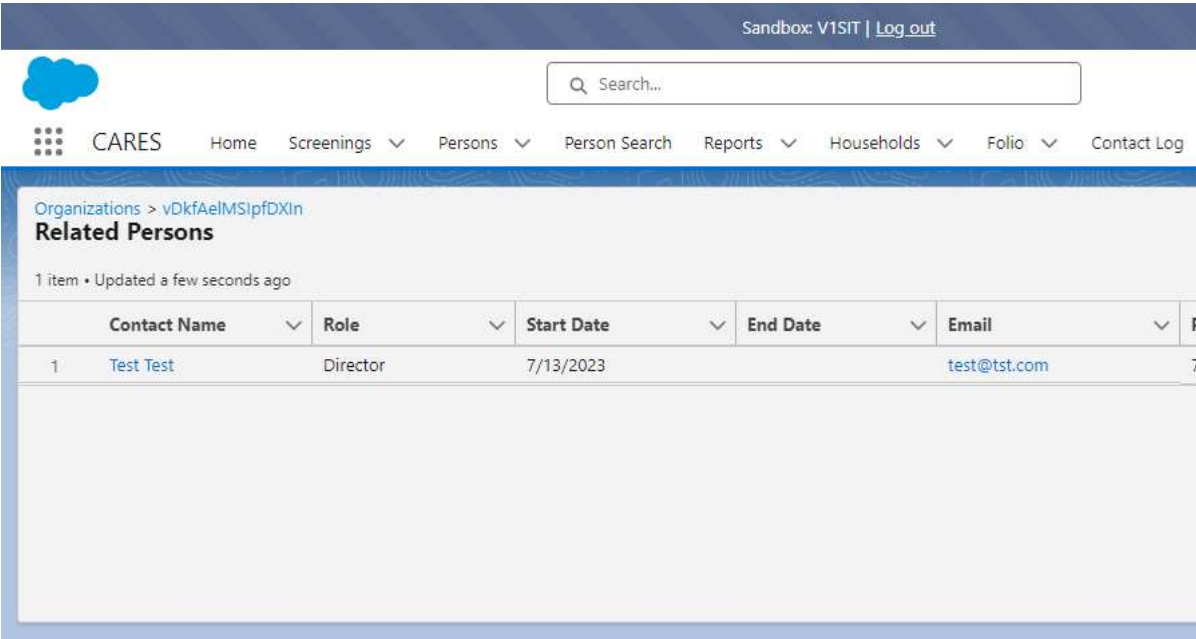 Sandbox: V1SIT | Log out
Search...
CARES Home Screenings Persons Person Search Reports Households Folio Contact Log
Organizations > vDkfAelMSIpfDXIn
Related Persons
1 item • Updated a few seconds ago
Contact Name Role Start Date End Date Email
1 Test Test Director 7/13/2023 test@tst.com